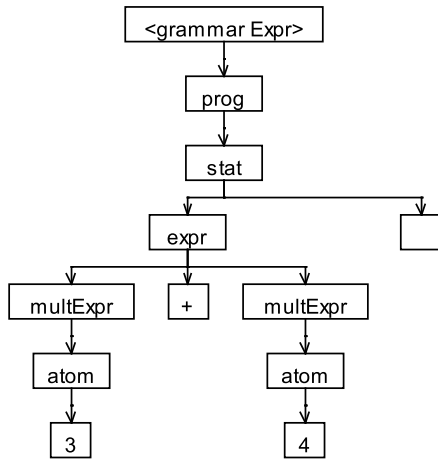 <grammar Expr>
prog
stat
expr
multExpr + multExpr
atom atom
3 4